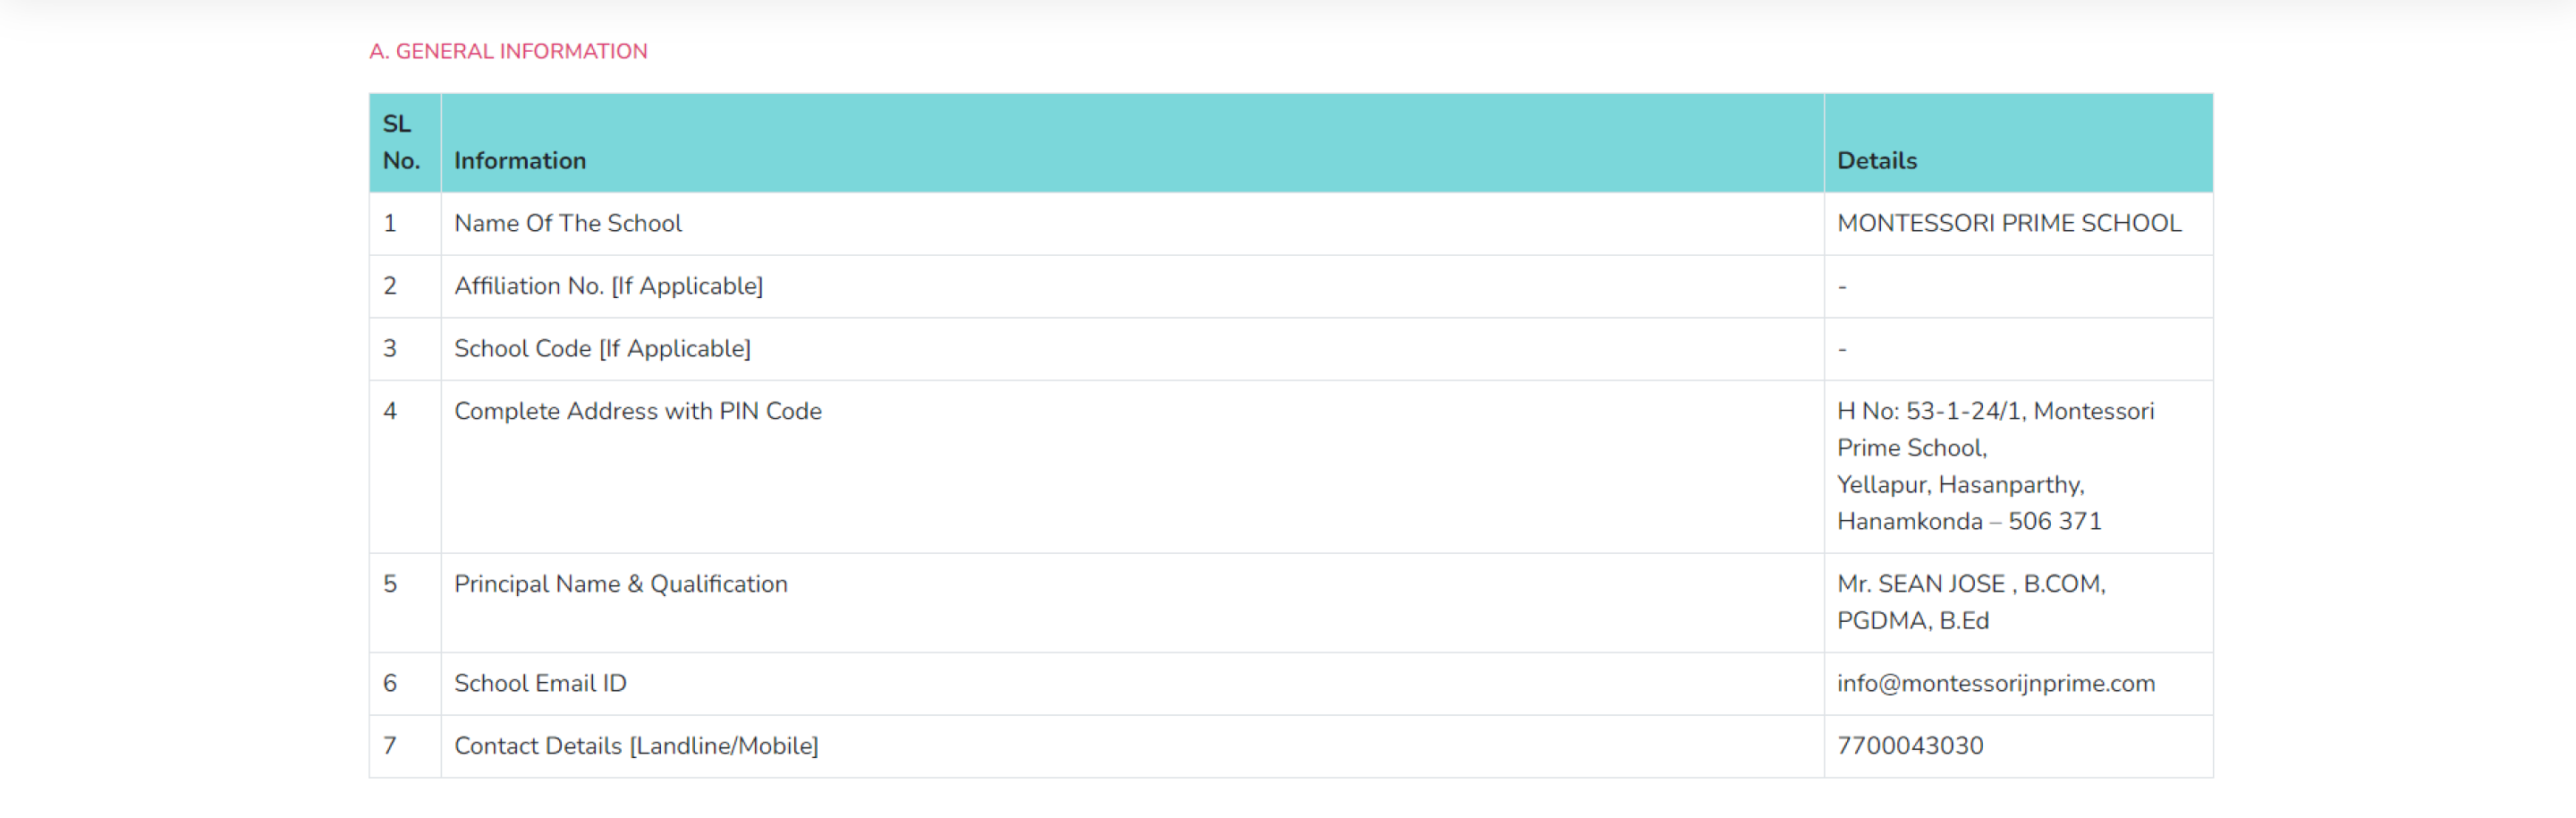 A. GENERAL INFORMATION
SL
No. Information Details
1 Name Of The School MONTESSORI PRIME SCHOOL
2 Affiliation No. [If Applicable] -
3 School Code [If Applicable] -
4 Complete Address with PIN Code H No: 53-1-24/1, Montessori
Prime School,
Yellapur, Hasanparthy,
Hanamkonda – 506 371
5 Principal Name & Qualification Mr. SEAN JOSE , B.COM,
PGDMA, B.Ed
6 School Email ID info@montessorijnprime.com
7 Contact Details [Landline/Mobile] 7700043030